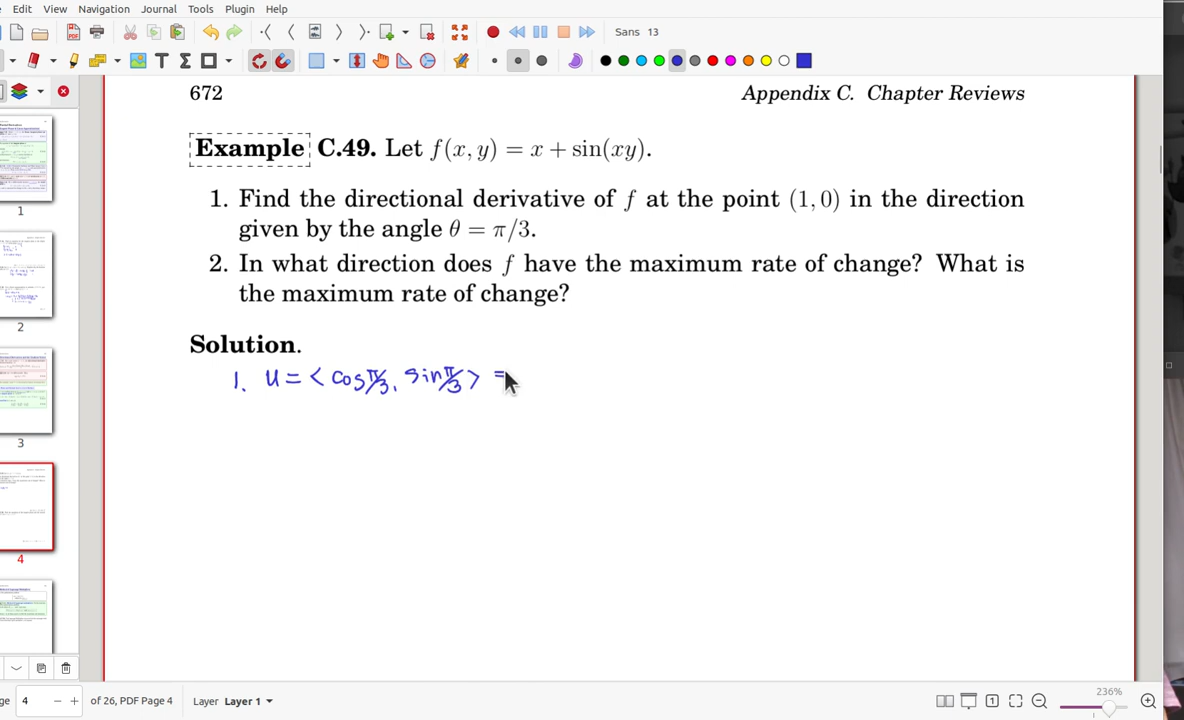 Edit View Navigation Journal Tools Plugin Help
Sans 13
672 Appendix C. Chapter Reviews
Example C.49. Let f(x, y) = x + sin(xy).
1. Find the directional derivative of f at the point (1, 0) in the direction
given by the angle θ = π/3.
2. In what direction does f have the maximum rate of change? What is
the maximum rate of change?
Solution.
1. u = < cos π/3, sin π/3 > =
1
2
3
4
4 of 26, PDF Page 4 Layer Layer 1 236%